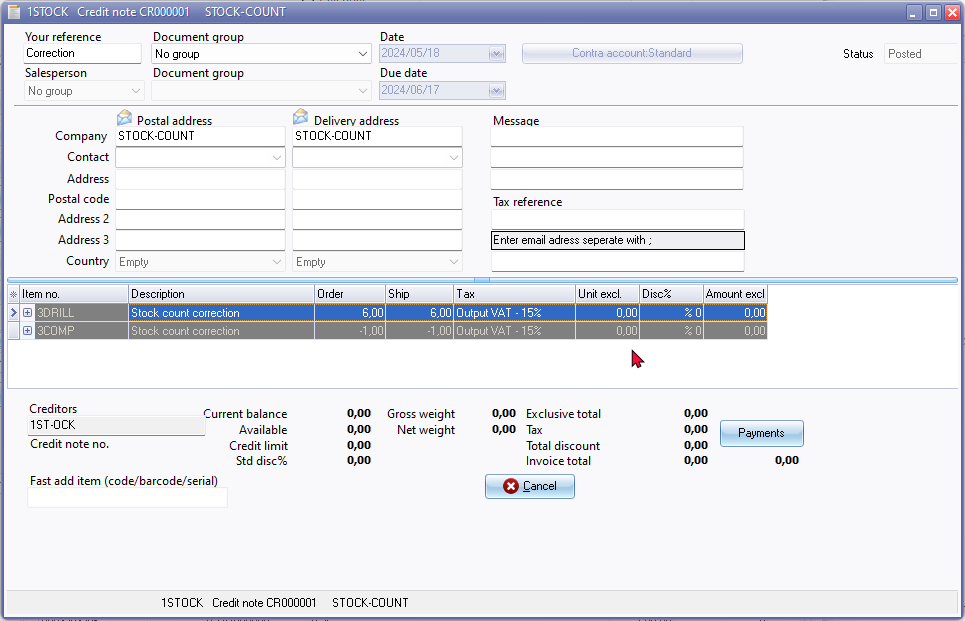 1STOCK Credit note CR000001 STOCK-COUNT
Your reference Document group Date
Correction No group 2024/05/18 Contra account:Standard Status Posted
Salesperson Document group Due date
No group 2024/06/17
Postal address Delivery address Message
Company STOCK-COUNT STOCK-COUNT
Contact
Address
Postal code Tax reference
Address 2
Address 3 Enter email adress seperate with ;
Country Empty Empty
Item no. Description Order Ship Tax Unit excl. Disc% Amount excl
3DRILL Stock count correction 6,00 6,00 Output VAT - 15% 0,00 % 0 0,00
3COMP Stock count correction -1,00 -1,00 Output VAT - 15% 0,00 % 0 0,00
Creditors Current balance 0,00 Gross weight 0,00 Exclusive total 0,00
1ST-OCK Available 0,00 Net weight 0,00 Tax 0,00 Payments
Credit note no. Credit limit 0,00 Total discount 0,00
Std disc% 0,00 Invoice total 0,00 0,00
Fast add item (code/barcode/serial) Cancel
1STOCK Credit note CR000001 STOCK-COUNT